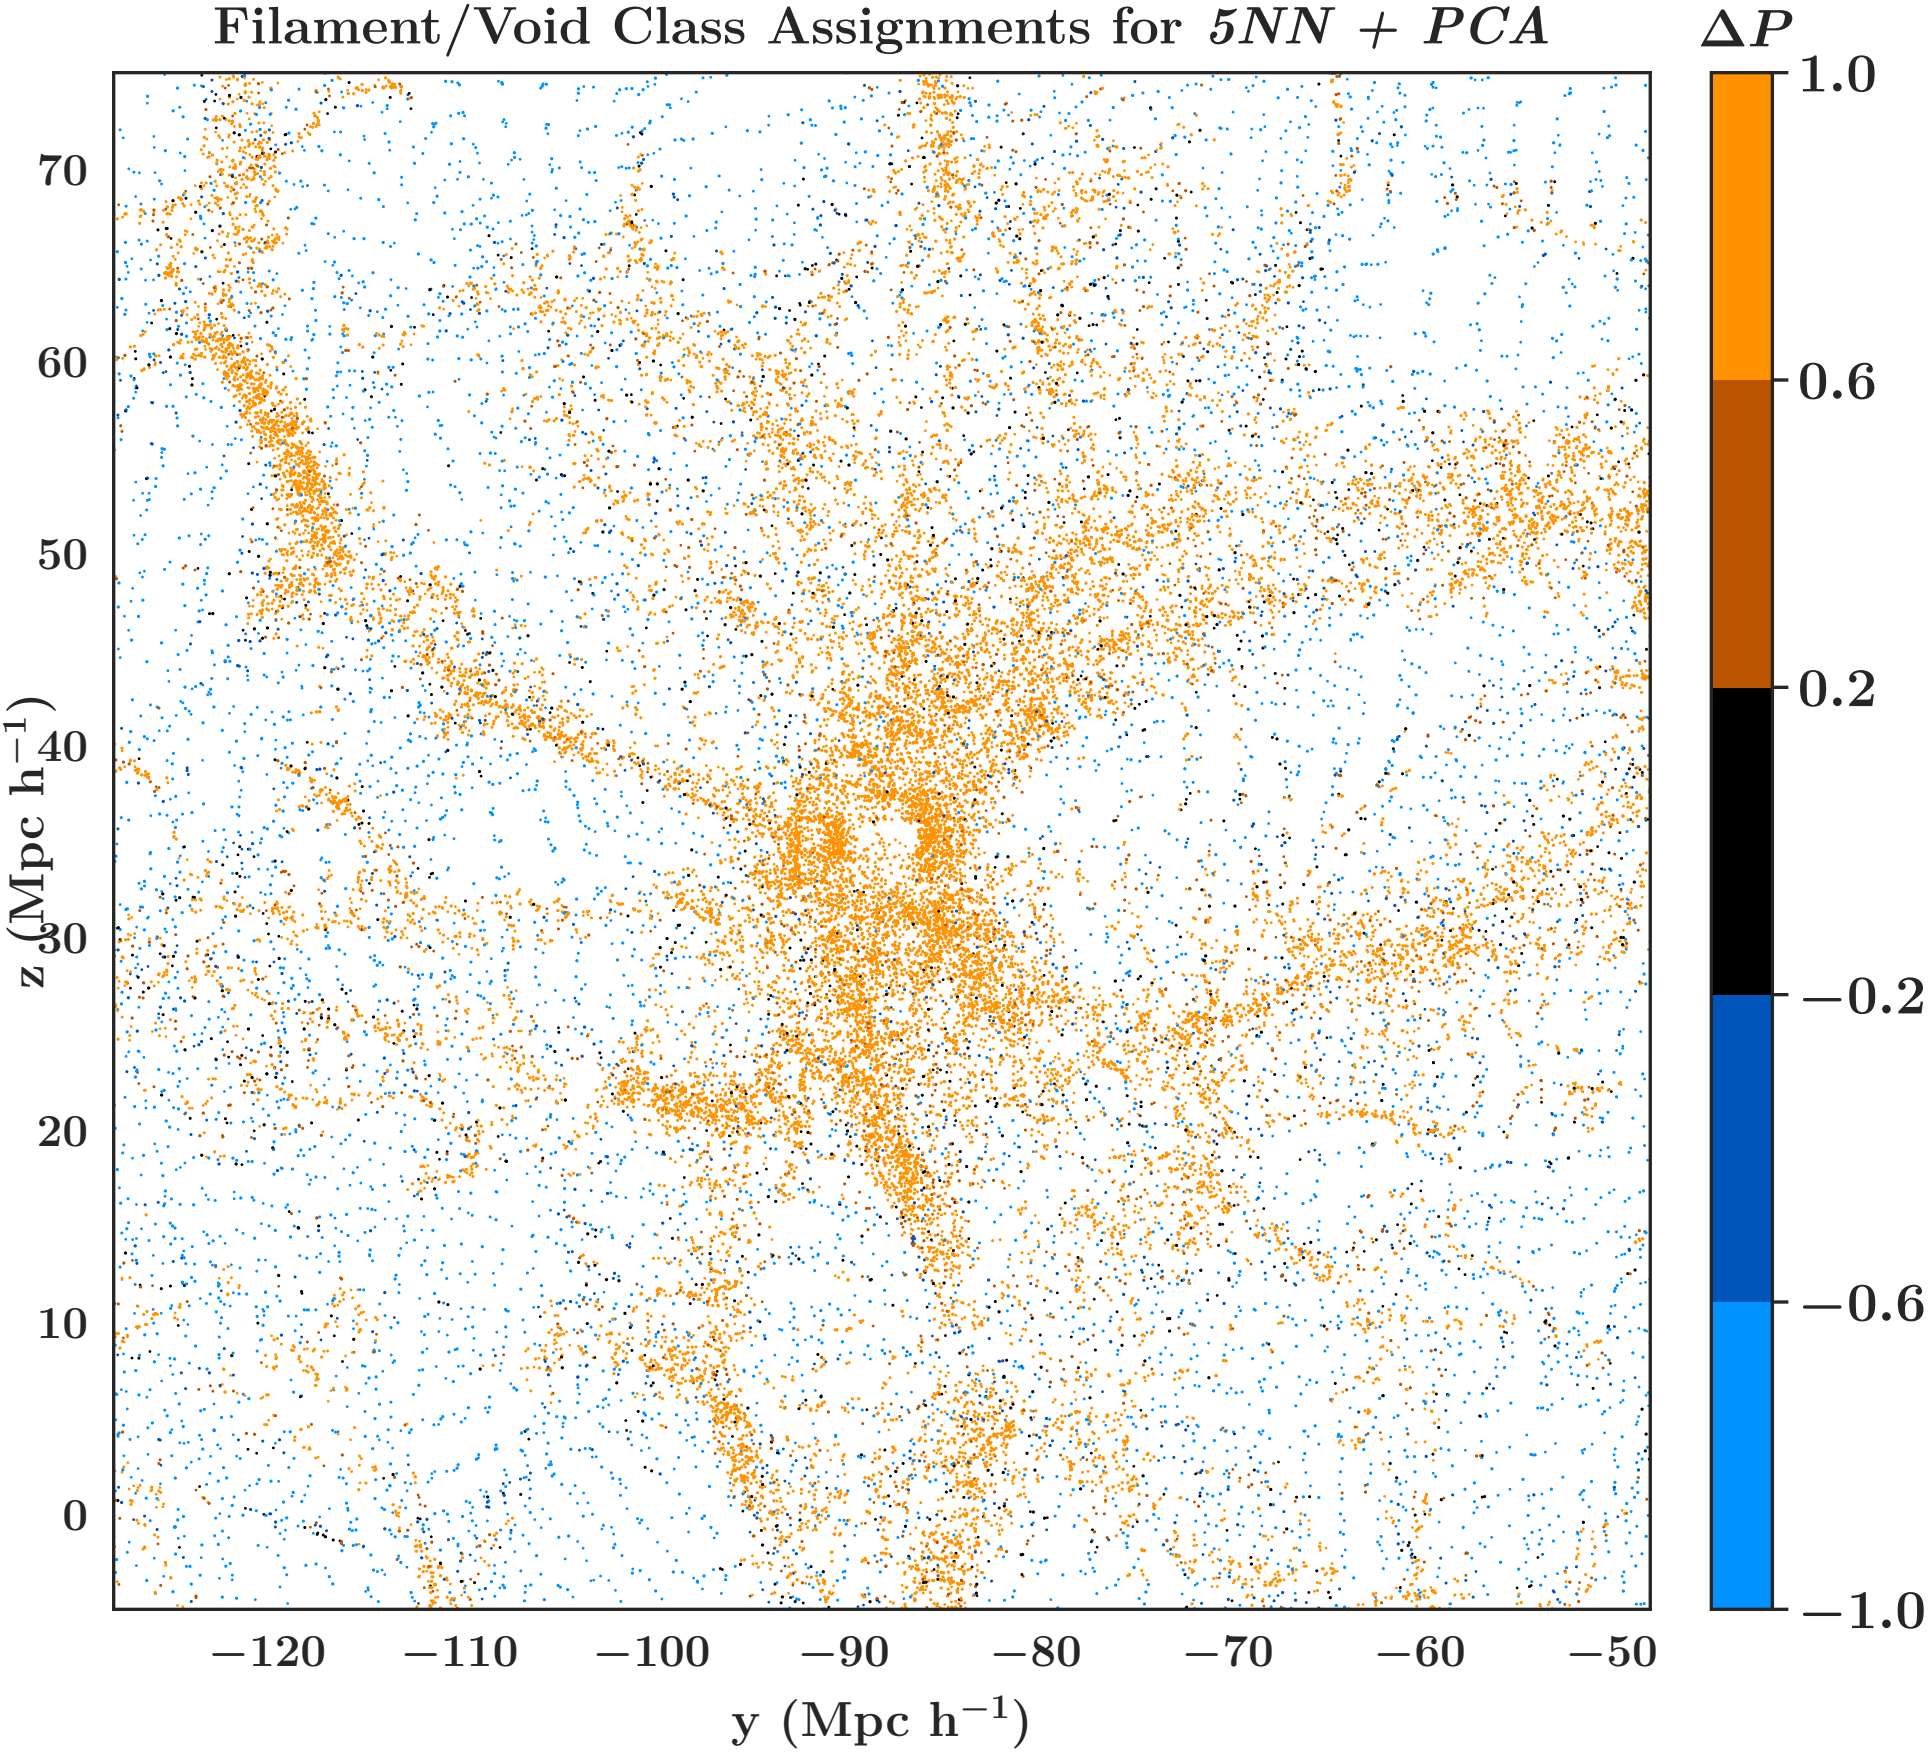 Filament/Void Class Assignments for 5NN + PCA
ΔP
1.0
0.6
0.2
−0.2
−0.6
−1.0
70
60
50
40
30
20
10
0
z (Mpc h⁻¹)
−120 −110 −100 −90 −80 −70 −60 −50
y (Mpc h⁻¹)